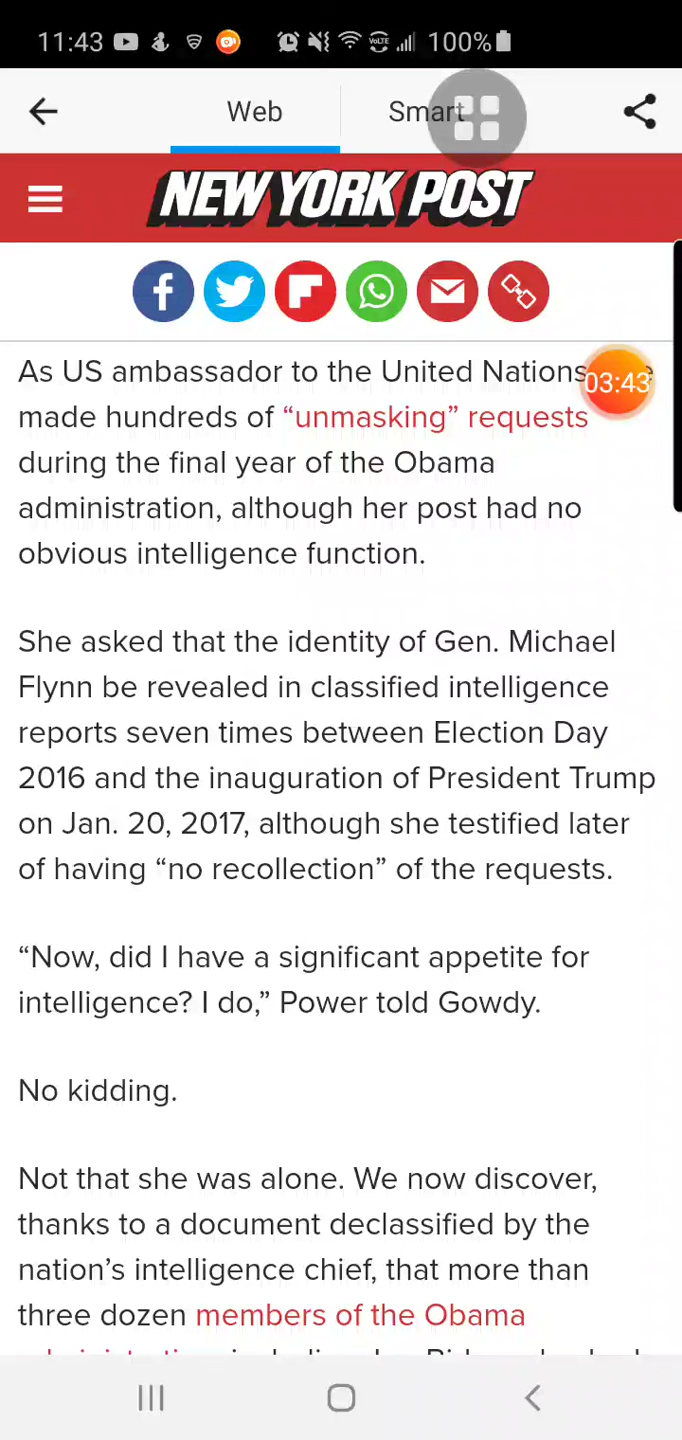 11:43 VoLTE 100%
Web Smart
NEW YORK POST
As US ambassador to the United Nations
03:43
made hundreds of “unmasking” requests
during the final year of the Obama
administration, although her post had no
obvious intelligence function.
She asked that the identity of Gen. Michael
Flynn be revealed in classified intelligence
reports seven times between Election Day
2016 and the inauguration of President Trump
on Jan. 20, 2017, although she testified later
of having “no recollection” of the requests.
“Now, did I have a significant appetite for
intelligence? I do,” Power told Gowdy.
No kidding.
Not that she was alone. We now discover,
thanks to a document declassified by the
nation’s intelligence chief, that more than
three dozen members of the Obama